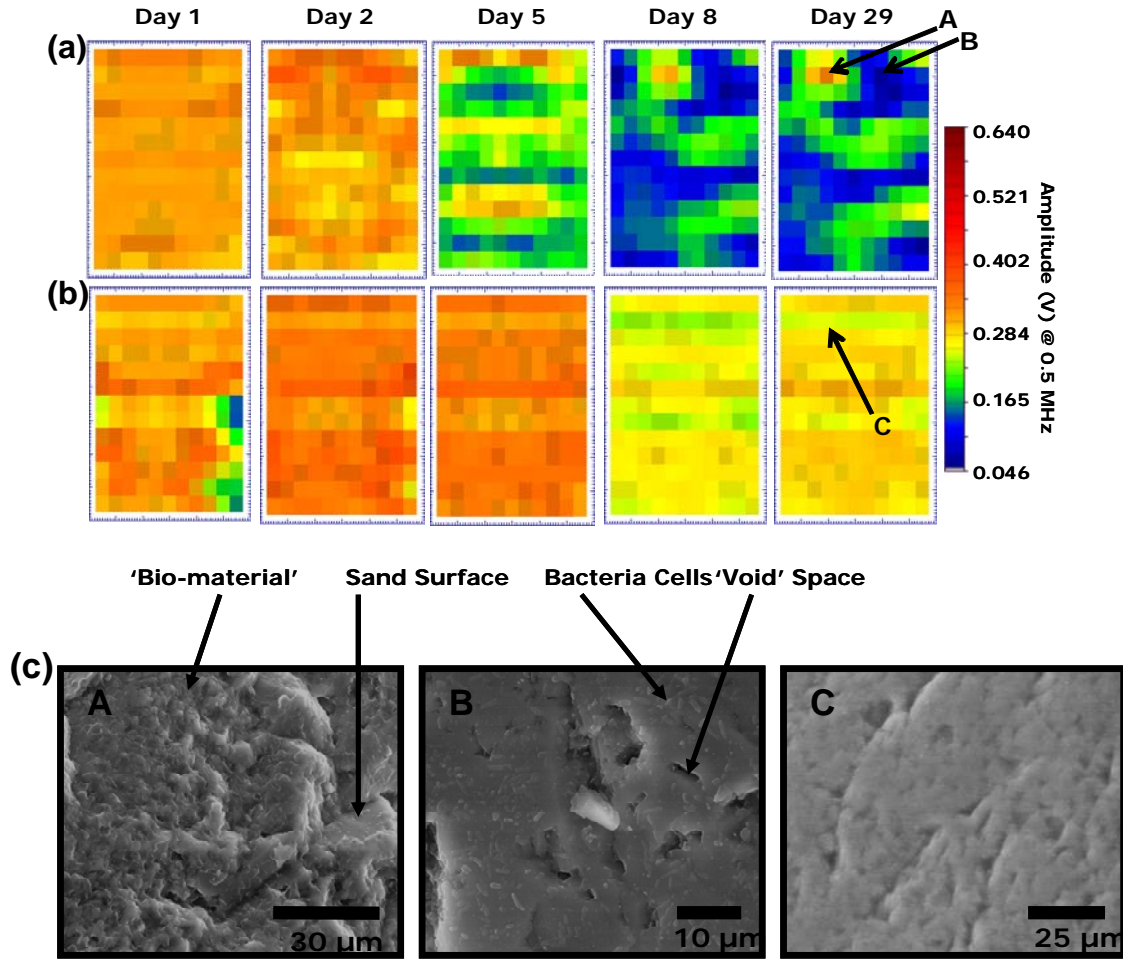 Day 1 Day 2 Day 5 Day 8 Day 29
(a)
A
B
0.640
0.521
0.402
0.284
0.165
0.046
Amplitude (V) @ 0.5 MHz
(b)
C
'Bio-material' Sand Surface Bacteria Cells 'Void' Space
(c)
A B C
30 µm 10 µm 25 µm